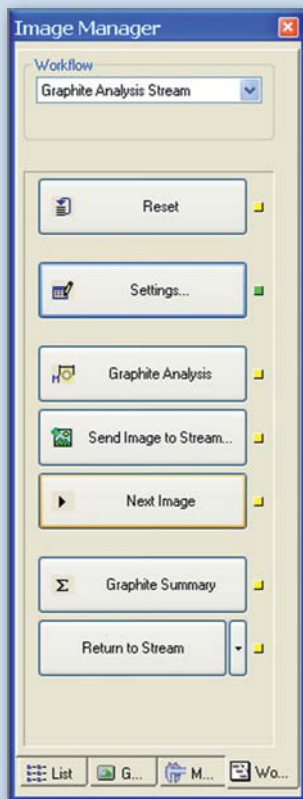 Image Manager
Workflow
Graphite Analysis Stream
Reset
Settings...
Graphite Analysis
Send Image to Stream...
Next Image
Σ Graphite Summary
Return to Stream
List G... M... Wo...